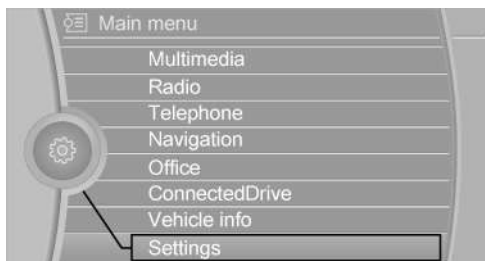 Main menu
Multimedia
Radio
Telephone
Navigation
Office
ConnectedDrive
Vehicle info
Settings